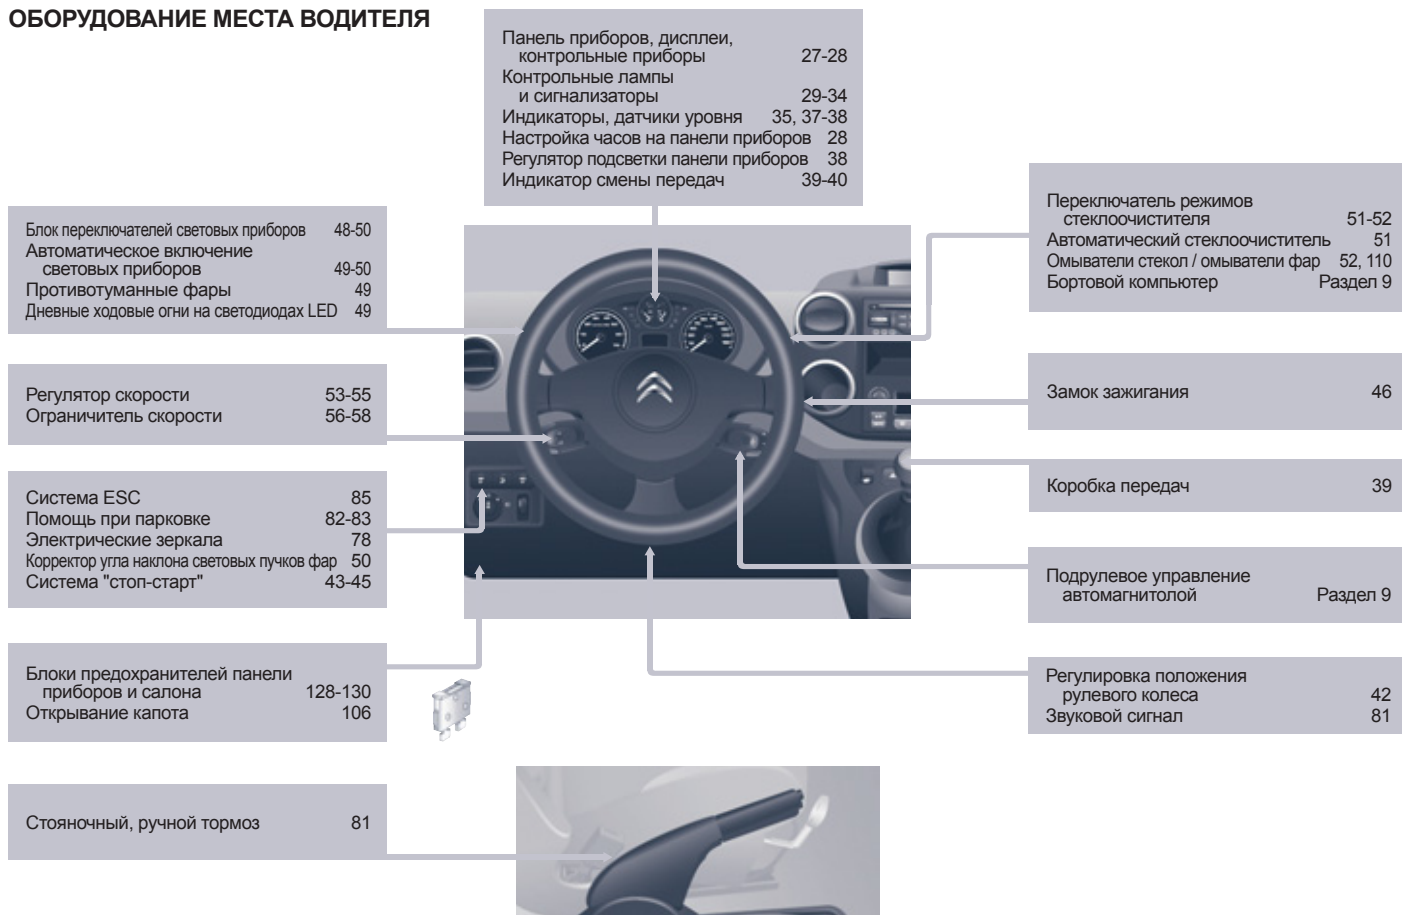 ОБОРУДОВАНИЕ МЕСТА ВОДИТЕЛЯ
Панель приборов, дисплеи,
контрольные приборы 27-28
Контрольные лампы
и сигнализаторы 29-34
Индикаторы, датчики уровня 35, 37-38
Настройка часов на панели приборов 28
Регулятор подсветки панели приборов 38
Индикатор смены передач 39-40
Блок переключателей световых приборов 48-50
Автоматическое включение
световых приборов 49-50
Противотуманные фары 49
Дневные ходовые огни на светодиодах LED 49
Регулятор скорости 53-55
Ограничитель скорости 56-58
Система ESC 85
Помощь при парковке 82-83
Электрические зеркала 78
Корректор угла наклона световых пучков фар 50
Система "стоп-старт" 43-45
Блоки предохранителей панели
приборов и салона 128-130
Открывание капота 106
Стояночный, ручной тормоз 81
Переключатель режимов
стеклоочистителя 51-52
Автоматический стеклоочиститель 51
Омыватели стекол / омыватели фар 52, 110
Бортовой компьютер Раздел 9
Замок зажигания 46
Коробка передач 39
Подрулевое управление
автомагнитолой Раздел 9
Регулировка положения
рулевого колеса 42
Звуковой сигнал 81